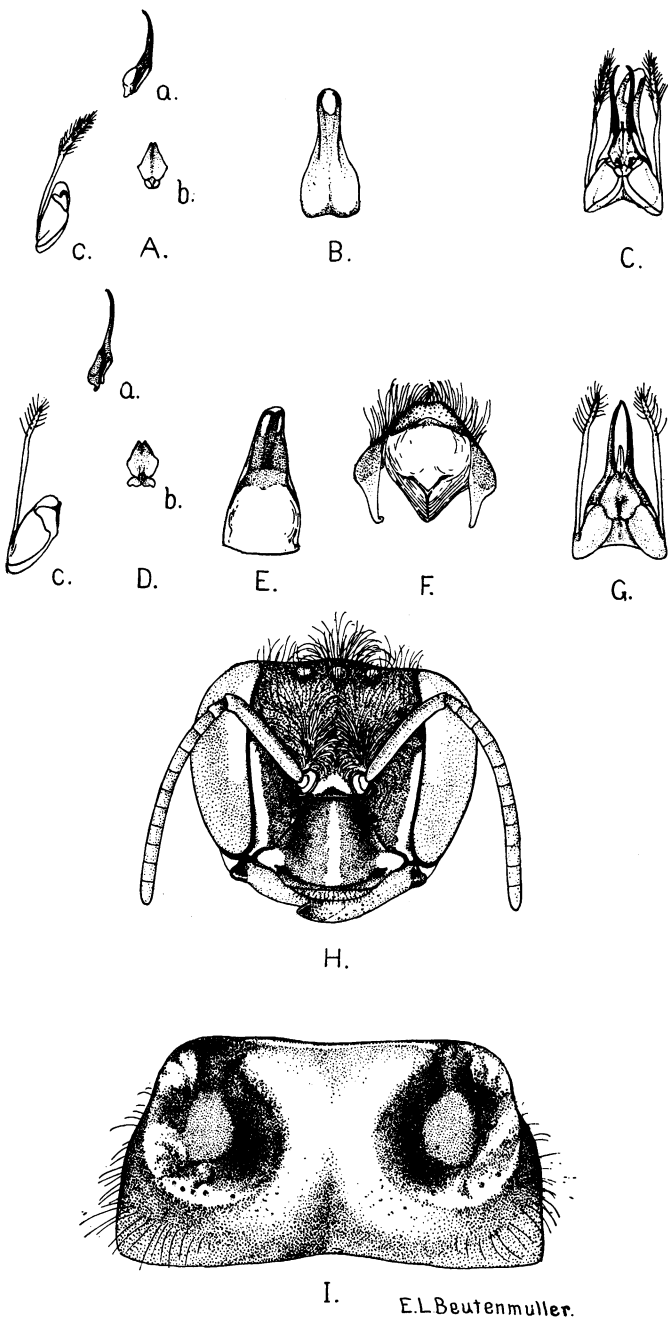 a.
b.
c. A. B. C.
a.
b.
c. D. E. F. G.
H.
I.
E.L.Beutenmuller.